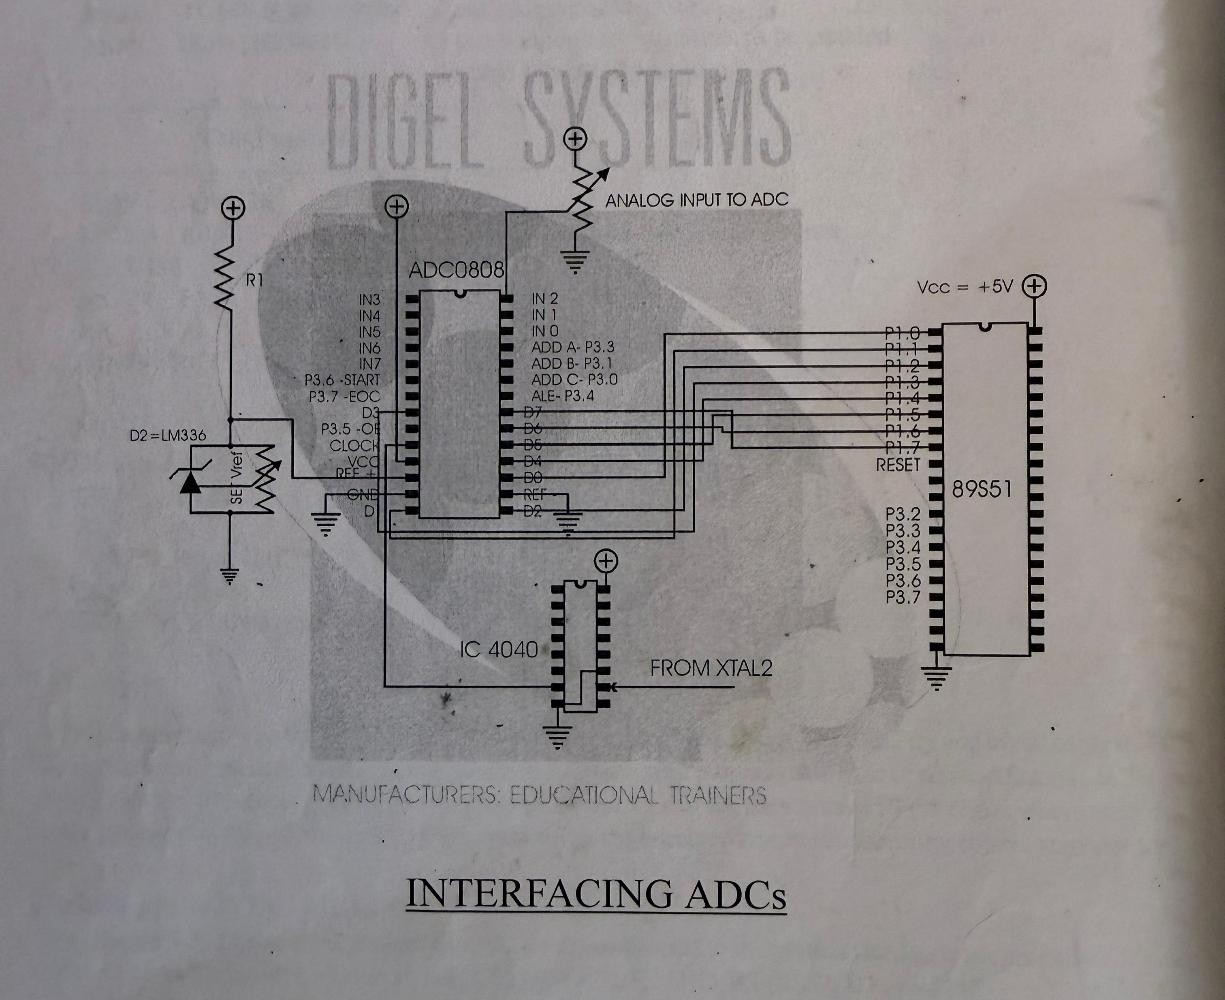 DIGEL SYSTEMS
ANALOG INPUT TO ADC
R1
ADC0808
Vcc = +5V
IN3
IN4
IN5
IN6
IN7
P3.6 -START
P3.7 -EOC
D3
P3.5 -OE
CLOCK
VCC
REF +
GND
D
IN 2
IN 1
IN 0
ADD A- P3.3
ADD B- P3.1
ADD C- P3.0
ALE- P3.4
D7
D6
D5
D4
D0
REF-
D2
P1.0
P1.1
P1.2
P1.3
P1.4
P1.5
P1.6
P1.7
RESET
89S51
P3.2
P3.3
P3.4
P3.5
P3.6
P3.7
D2=LM336
SET Vref
IC 4040
FROM XTAL2
MANUFACTURERS: EDUCATIONAL TRAINERS
INTERFACING ADCs